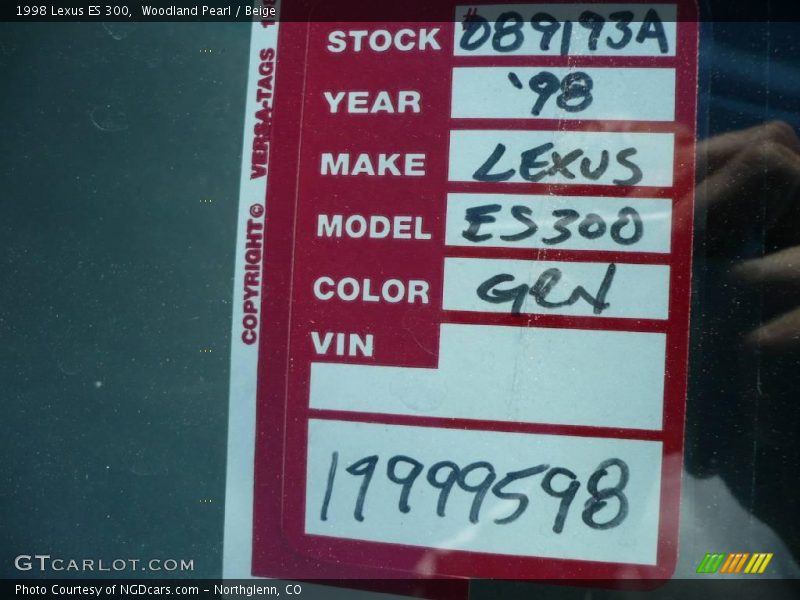 1998 Lexus ES 300, Woodland Pearl / Beige
COPYRIGHT© VERSA-TAGS
STOCK #089193A
YEAR '98
MAKE LEXUS
MODEL ES300
COLOR GRN
VIN
19999598
GTCARLOT.COM
Photo Courtesy of NGDcars.com – Northglenn, CO